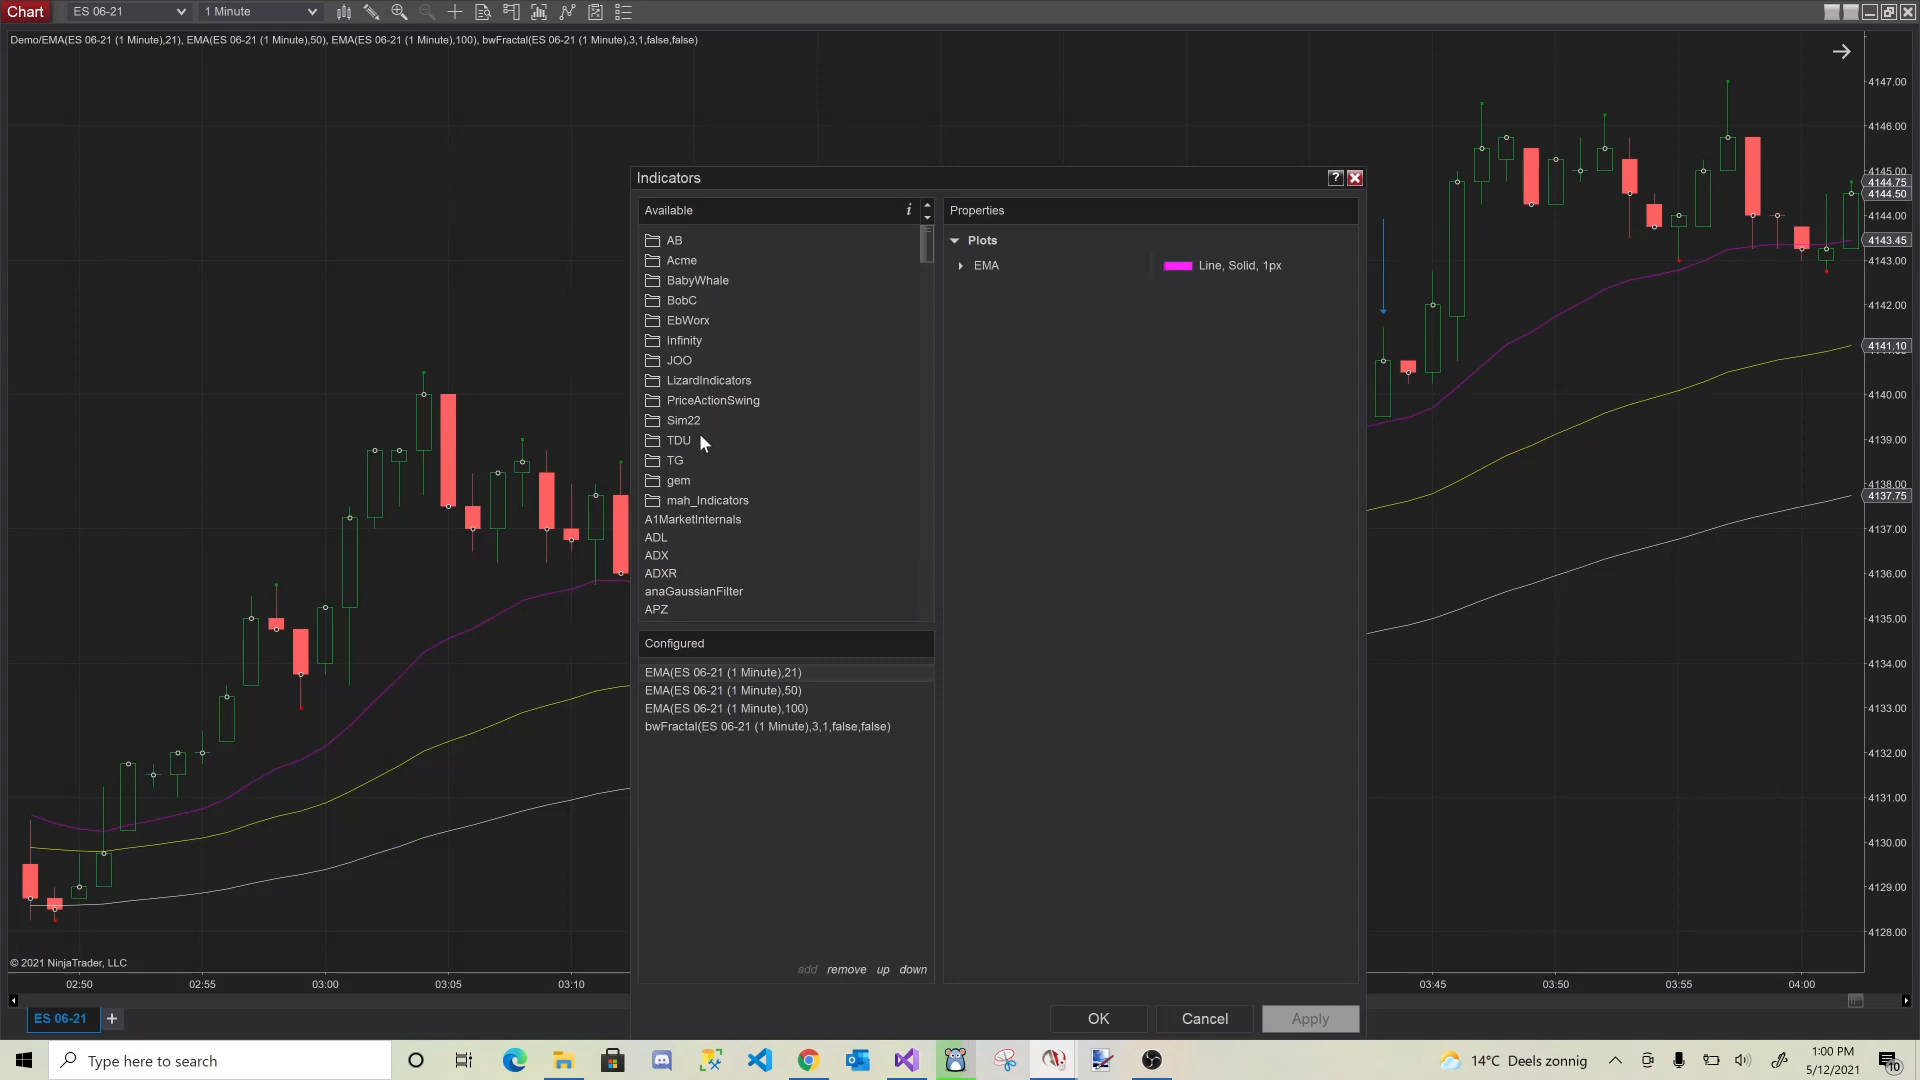 Chart
ES 06-21
1 Minute
Demo/EMA(ES 06-21 (1 Minute),21), EMA(ES 06-21 (1 Minute),50), EMA(ES 06-21 (1 Minute),100), bwFractal(ES 06-21 (1 Minute),3,1,false,false)
Indicators
?
Available
i
AB
Acme
BabyWhale
BobC
EbWorx
Infinity
JOO
LizardIndicators
PriceActionSwing
Sim22
TDU
TG
gem
mah_Indicators
A1MarketInternals
ADL
ADX
ADXR
anaGaussianFilter
APZ
Configured
EMA(ES 06-21 (1 Minute),21)
EMA(ES 06-21 (1 Minute),50)
EMA(ES 06-21 (1 Minute),100)
bwFractal(ES 06-21 (1 Minute),3,1,false,false)
add remove up down
Properties
Plots
EMA
Line, Solid, 1px
OK
Cancel
Apply
4147.00
4146.00
4145.00
4144.75
4144.50
4144.00
4143.45
4143.00
4142.00
4141.10
4140.00
4139.00
4138.00
4137.75
4137.00
4136.00
4135.00
4134.00
4133.00
4132.00
4131.00
4130.00
4129.00
4128.00
© 2021 NinjaTrader, LLC
02:50
02:55
03:00
03:05
03:10
03:45
03:50
03:55
04:00
ES 06-21
+
Type here to search
14°C Deels zonnig
1:00 PM
5/12/2021
10